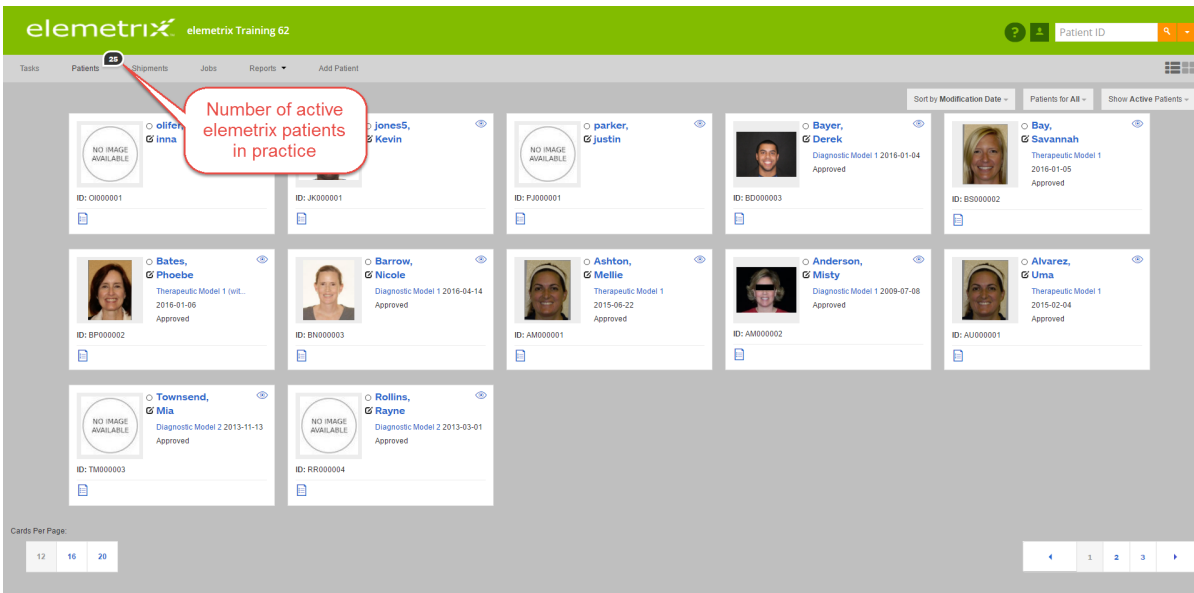 elemetrix elemetrix Training 62
? Patient ID
Tasks Patients 25 Shipments Jobs Reports Add Patient
Sort by Modification Date Patients for All Show Active Patients
Number of active
elemetrix patients
in practice
NO IMAGE
AVAILABLE
olifer,
inna
ID: OI000001
jones5,
Kevin
ID: JK000001
NO IMAGE
AVAILABLE
parker,
justin
ID: PJ000001
Bayer,
Derek
Diagnostic Model 1 2016-01-04
Approved
ID: BD000003
Bay,
Savannah
Therapeutic Model 1
2016-01-05
Approved
ID: BS000002
Bates,
Phoebe
Therapeutic Model 1 (wit...
2016-01-06
Approved
ID: BP000002
Barrow,
Nicole
Diagnostic Model 1 2016-04-14
Approved
ID: BN000003
Ashton,
Mellie
Therapeutic Model 1
2015-06-22
Approved
ID: AM000001
Anderson,
Misty
Diagnostic Model 1 2009-07-08
Approved
ID: AM000002
Alvarez,
Uma
Therapeutic Model 1
2015-02-04
Approved
ID: AU000001
NO IMAGE
AVAILABLE
Townsend,
Mia
Diagnostic Model 2 2013-11-13
Approved
ID: TM000003
NO IMAGE
AVAILABLE
Rollins,
Rayne
Diagnostic Model 2 2013-03-01
Approved
ID: RR000004
Cards Per Page:
12 16 20
1 2 3